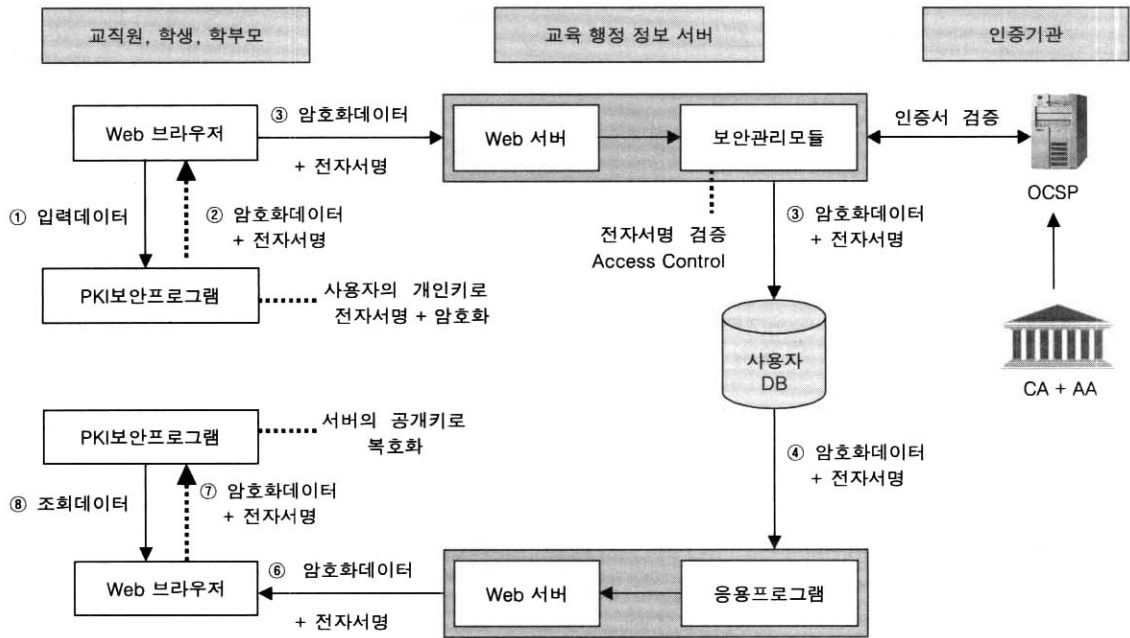 교직원, 학생, 학부모
교육 행정 정보 서버
인증기관
Web 브라우저
③ 암호화데이터
+ 전자서명
Web 서버
보안관리모듈
인증서 검증
OCSP
① 입력데이터
② 암호화데이터
+ 전자서명
전자서명 검증
Access Control
③ 암호화데이터
+ 전자서명
PKI보안프로그램
사용자의 개인키로
전자서명 + 암호화
사용자
DB
CA + AA
PKI보안프로그램
서버의 공개키로
복호화
④ 암호화데이터
+ 전자서명
⑧ 조회데이터
⑦ 암호화데이터
+ 전자서명
Web 브라우저
⑥ 암호화데이터
+ 전자서명
Web 서버
응용프로그램